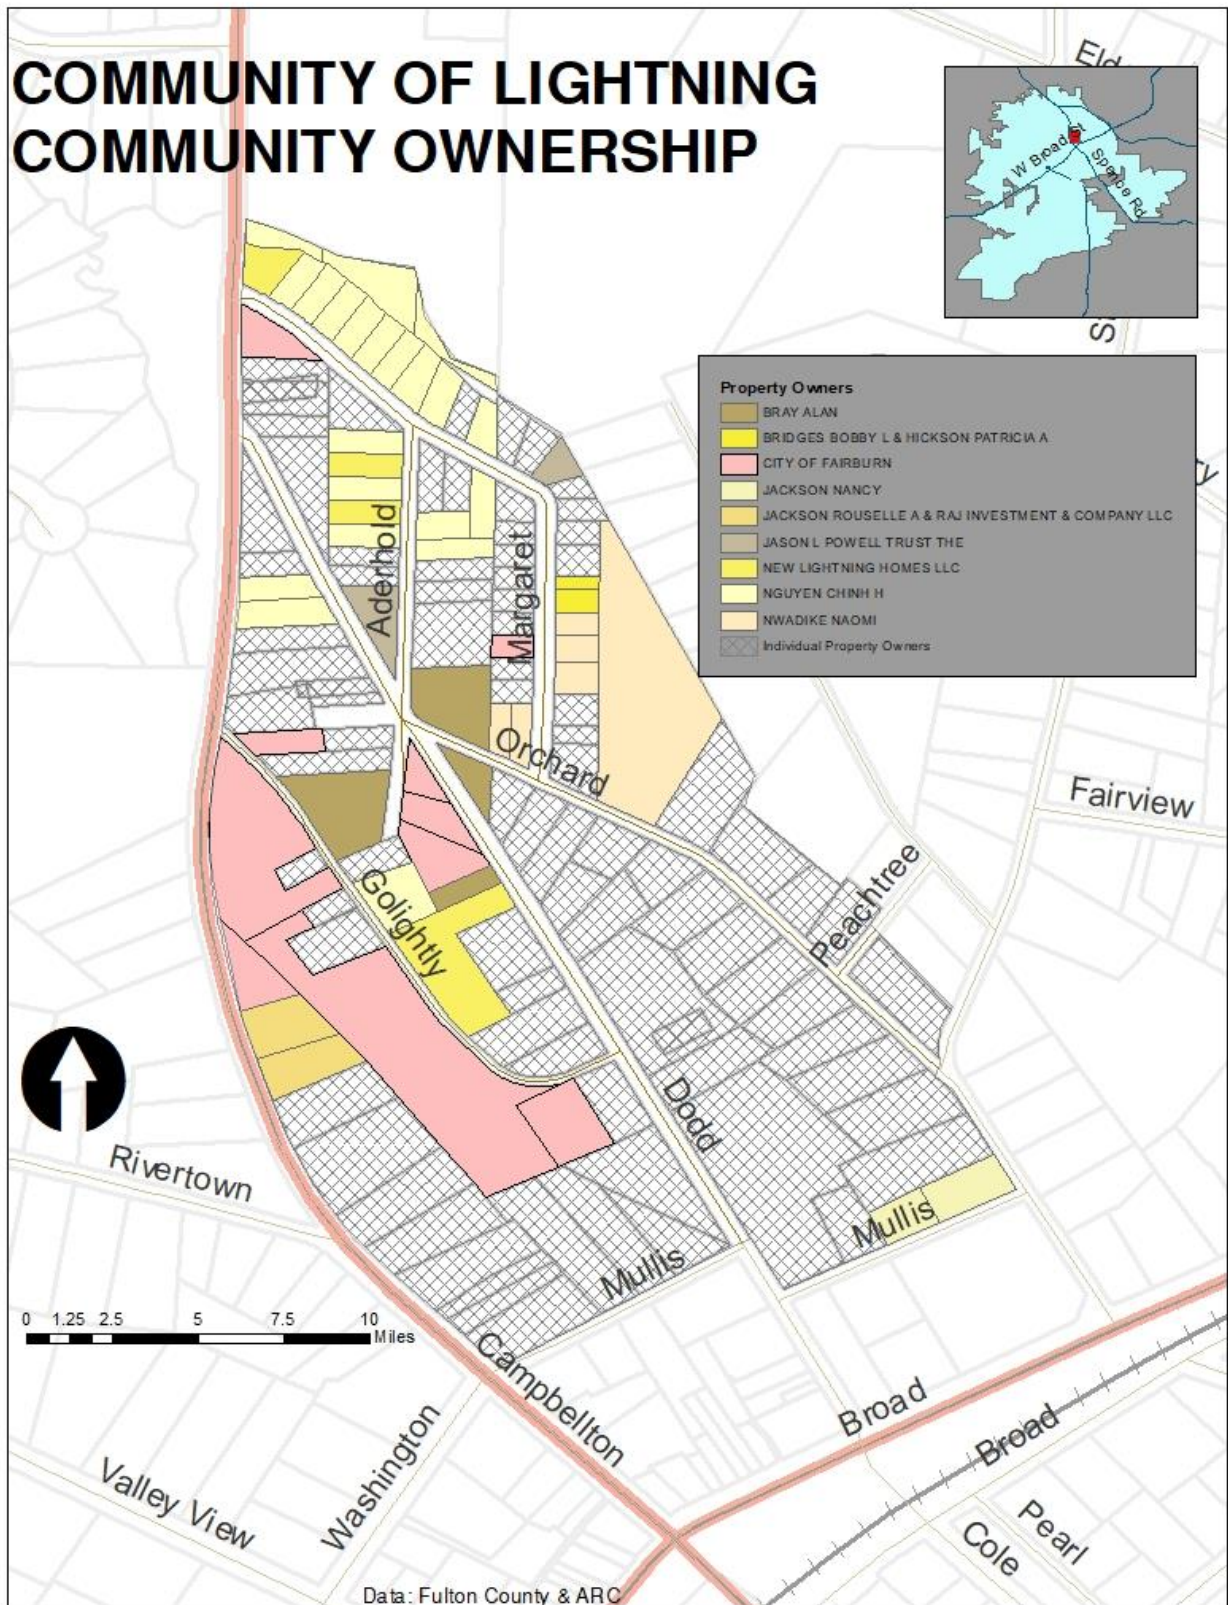 COMMUNITY OF LIGHTNING
COMMUNITY OWNERSHIP
W Broad
Spence Rd
Property Owners
BRAY ALAN
BRIDGES BOBBY L & HICKSON PATRICIA A
CITY OF FAIRBURN
JACKSON NANCY
JACKSON ROUSELLE A & RAJ INVESTMENT & COMPANY LLC
JASON L POWELL TRUST THE
NEW LIGHTNING HOMES LLC
NGUYEN CHINH H
NWADIKE NAOMI
Individual Property Owners
Aderhold
Margaret
Orchard
Fairview
Peachtree
Golightly
Dodd
Rivertown
Mullis
Mullis
0 1.25 2.5 5 7.5 10
Miles
Campbellton
Broad
Broad
Washington
Valley View
Pearl
Cole
Data: Fulton County & ARC